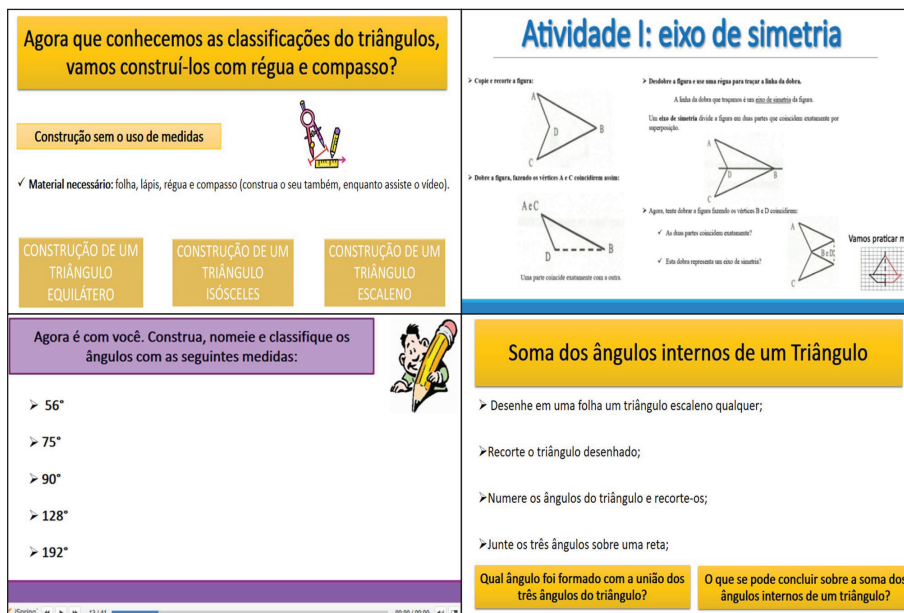 Agora que conhecemos as classificações do triângulos,
vamos construí-los com régua e compasso?
Construção sem o uso de medidas
✓ Material necessário: folha, lápis, régua e compasso (construa o seu também, enquanto assiste o vídeo).
CONSTRUÇÃO DE UM
TRIÂNGULO
EQUILÁTERO
CONSTRUÇÃO DE UM
TRIÂNGULO
ISÓSCELES
CONSTRUÇÃO DE UM
TRIÂNGULO
ESCALENO
Atividade I: eixo de simetria
➢ Copie e recorte a figura:
A
D
B
C
➢ Dobre a figura, fazendo os vértices A e C coincidirem assim:
A e C
D
B
Uma parte coincide exatamente com a outra.
➢ Desdobre a figura e use uma régua para traçar a linha da dobra.
A linha da dobra que traçamos é um eixo de simetria da figura.
Um eixo de simetria divide a figura em duas partes que coincidem exatamente por
superposição.
A
D
B
C
➢ Agora, tente dobrar a figura fazendo os vértices B e D coincidirem:
✓ As duas partes coincidem exatamente?
✓ Esta dobra representa um eixo de simetria?
A
B e D
C
Vamos praticar m
Agora é com você. Construa, nomeie e classifique os
ângulos com as seguintes medidas:
➢ 56°
➢ 75°
➢ 90°
➢ 128°
➢ 192°
iSpring
13 / 41
00:00 / 00:00
Soma dos ângulos internos de um Triângulo
➢ Desenhe em uma folha um triângulo escaleno qualquer;
➢Recorte o triângulo desenhado;
➢Numere os ângulos do triângulo e recorte-os;
➢Junte os três ângulos sobre uma reta;
Qual ângulo foi formado com a união dos
três ângulos do triângulo?
O que se pode concluir sobre a soma dos
ângulos internos de um triângulo?